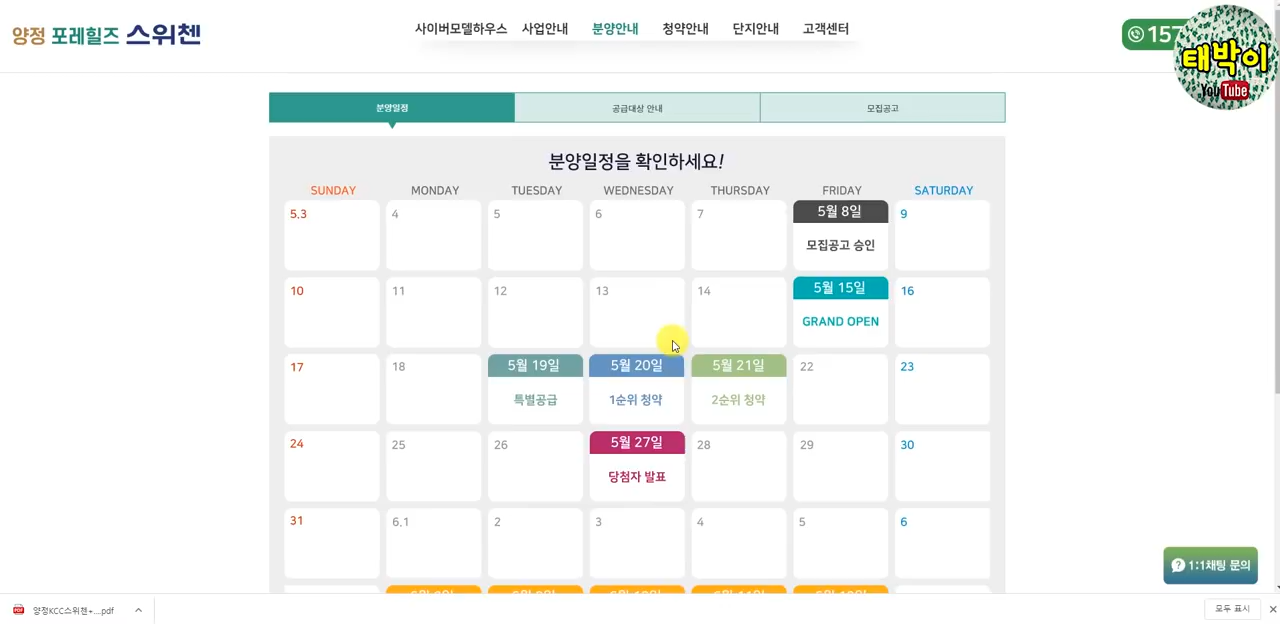 양정 포레힐즈 스위첸
사이버모델하우스 사업안내 분양안내 청약안내 단지안내 고객센터
157
태박이
YouTube
분양일정 공급대상 안내 모집공고
분양일정을 확인하세요!
SUNDAY MONDAY TUESDAY WEDNESDAY THURSDAY FRIDAY SATURDAY
5.3 4 5 6 7 5월 8일 9
모집공고 승인
10 11 12 13 14 5월 15일 16
GRAND OPEN
17 18 5월 19일 5월 20일 5월 21일 22 23
특별공급 1순위 청약 2순위 청약
24 25 26 5월 27일 28 29 30
당첨자 발표
31 6.1 2 3 4 5 6
1:1채팅 문의
양정KCC스위첸+....pdf
모두 표시